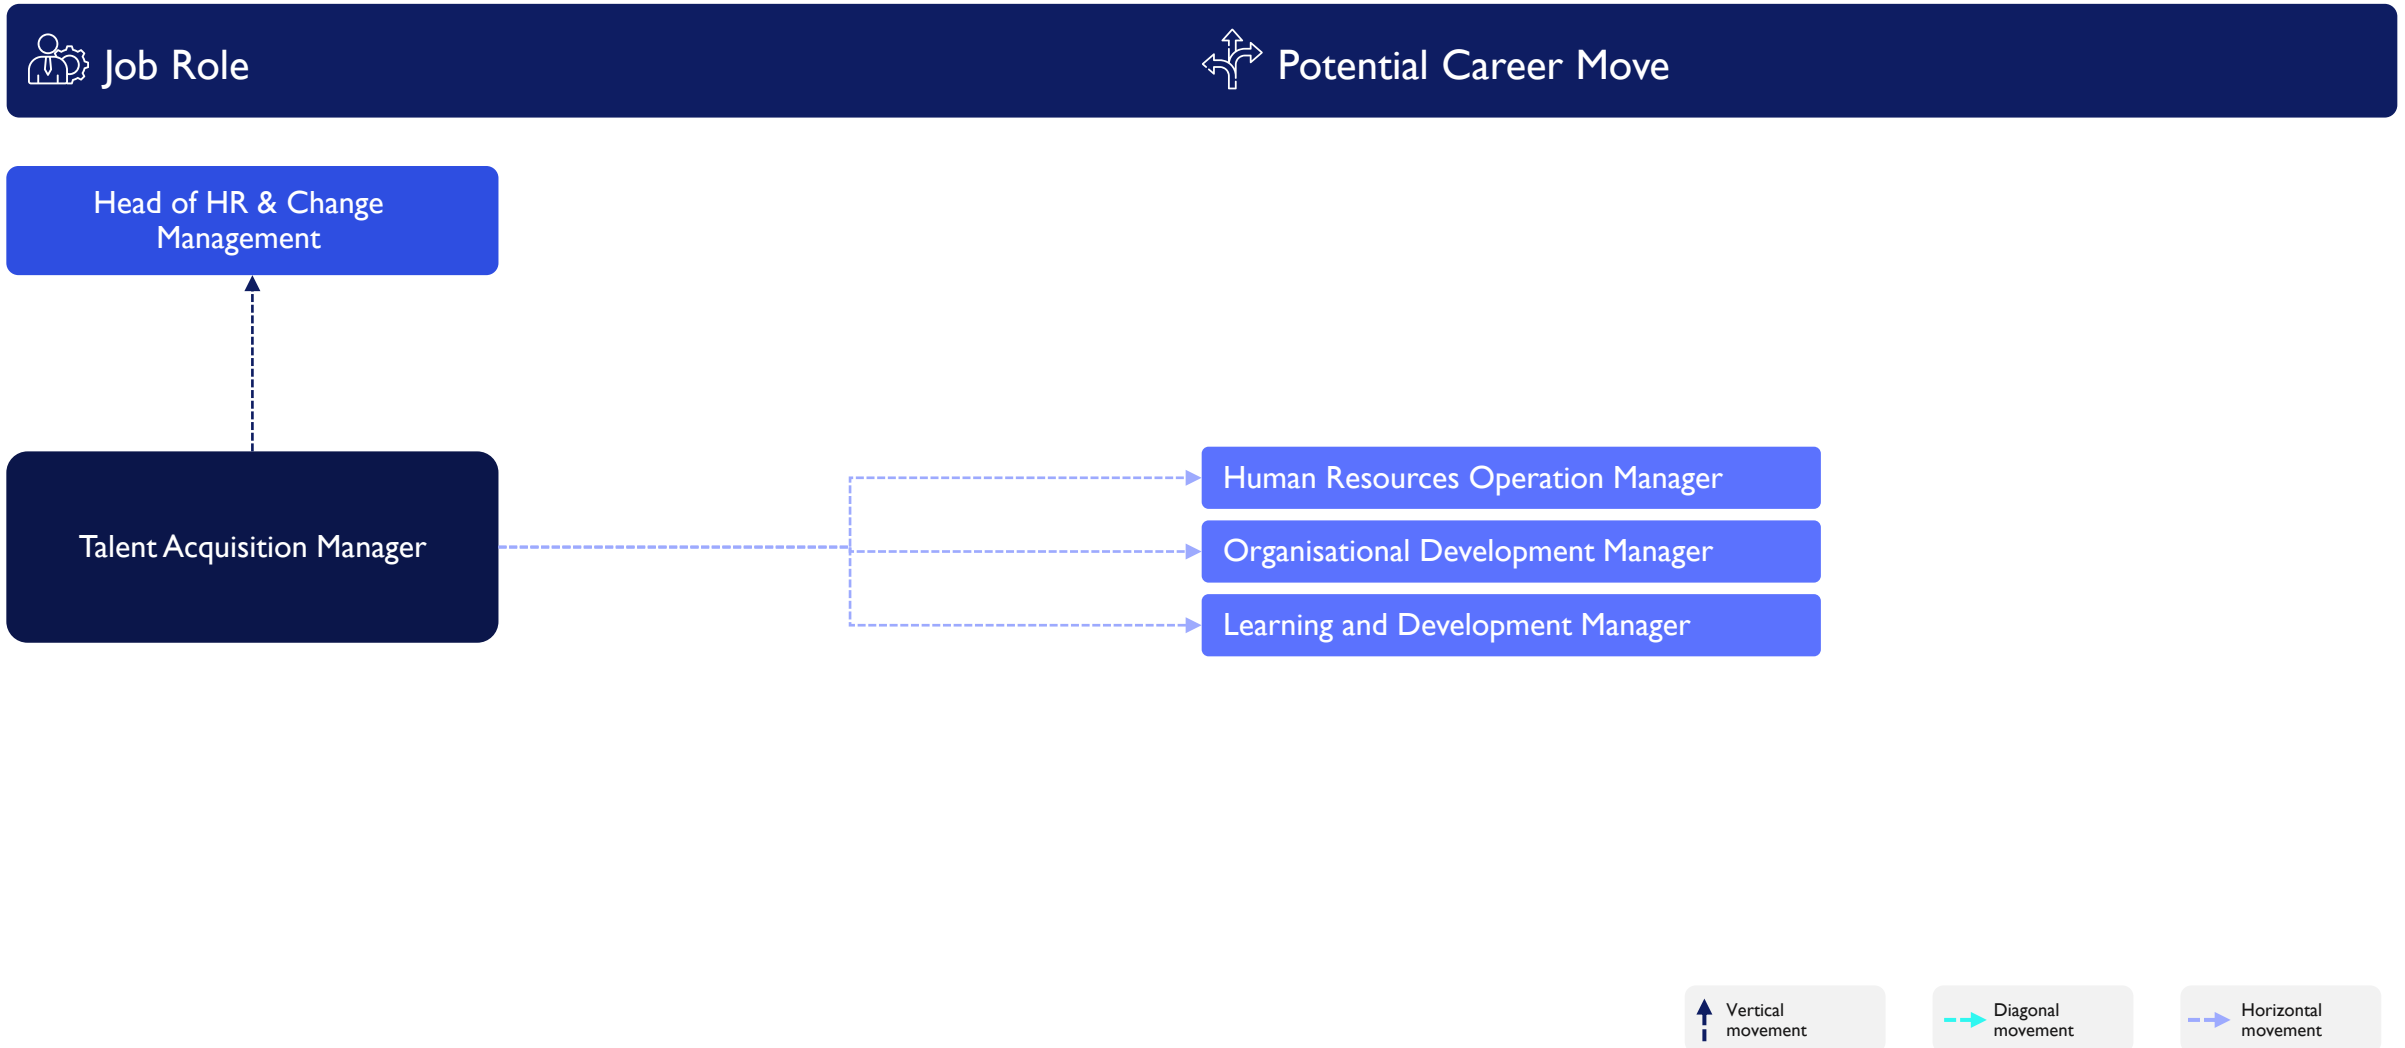 Job Role
Potential Career Move
Head of HR & Change
Management
Talent Acquisition Manager
Human Resources Operation Manager
Organisational Development Manager
Learning and Development Manager
Vertical
movement
Diagonal
movement
Horizontal
movement